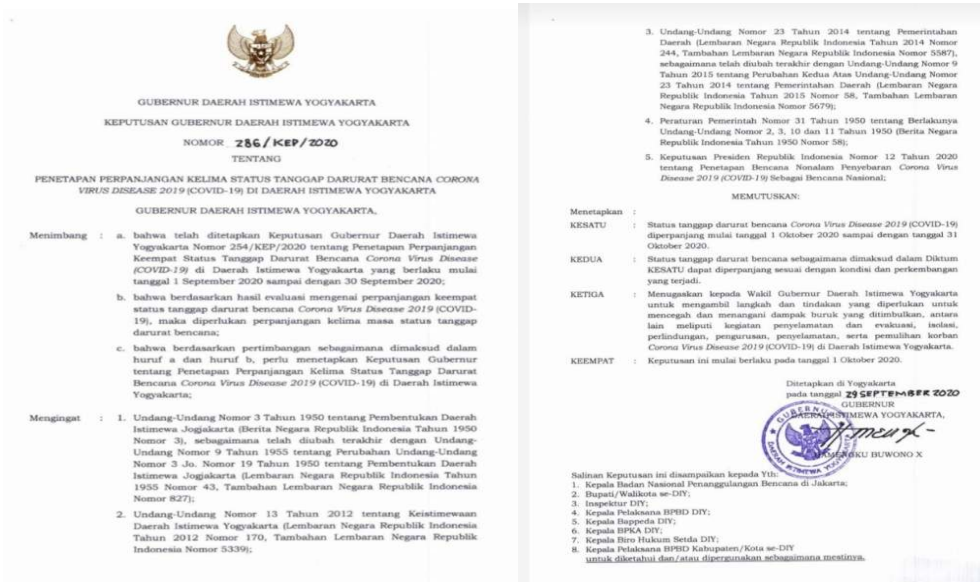 GUBERNUR DAERAH ISTIMEWA YOGYAKARTA
KEPUTUSAN GUBERNUR DAERAH ISTIMEWA YOGYAKARTA
NOMOR 286/KEP/2020
TENTANG
PENETAPAN PERPANJANGAN KELIMA STATUS TANGGAP DARURAT BENCANA CORONA
VIRUS DISEASE 2019 (COVID-19) DI DAERAH ISTIMEWA YOGYAKARTA
GUBERNUR DAERAH ISTIMEWA YOGYAKARTA,
Menimbang : a. bahwa telah ditetapkan Keputusan Gubernur Daerah Istimewa
Yogyakarta Nomor 254/KEP/2020 tentang Penetapan Perpanjangan
Keempat Status Tanggap Darurat Bencana Corona Virus Disease
(COVID-19) di Daerah Istimewa Yogyakarta yang berlaku mulai
tanggal 1 September 2020 sampai dengan 30 September 2020;
b. bahwa berdasarkan hasil evaluasi mengenai perpanjangan keempat
status tanggap darurat bencana Corona Virus Disease 2019 (COVID-
19), maka diperlukan perpanjangan kelima masa status tanggap
darurat bencana;
c. bahwa berdasarkan pertimbangan sebagaimana dimaksud dalam
huruf a dan huruf b, perlu menetapkan Keputusan Gubernur
tentang Penetapan Perpanjangan Kelima Status Tanggap Darurat
Bencana Corona Virus Disease 2019 (COVID-19) di Daerah Istimewa
Yogyakarta;
Mengingat : 1. Undang-Undang Nomor 3 Tahun 1950 tentang Pembentukan Daerah
Istimewa Jogjakarta (Berita Negara Republik Indonesia Tahun 1950
Nomor 3), sebagaimana telah diubah terakhir dengan Undang-
Undang Nomor 9 Tahun 1955 tentang Perubahan Undang-Undang
Nomor 3 Jo. Nomor 19 Tahun 1950 tentang Pembentukan Daerah
Istimewa Jogjakarta (Lembaran Negara Republik Indonesia Tahun
1955 Nomor 43, Tambahan Lembaran Negara Republik Indonesia
Nomor 827);
2. Undang-Undang Nomor 13 Tahun 2012 tentang Keistimewaan
Daerah Istimewa Yogyakarta (Lembaran Negara Republik Indonesia
Tahun 2012 Nomor 170, Tambahan Lembaran Negara Republik
Indonesia Nomor 5339);
3. Undang-Undang Nomor 23 Tahun 2014 tentang Pemerintahan
Daerah (Lembaran Negara Republik Indonesia Tahun 2014 Nomor
244, Tambahan Lembaran Negara Republik Indonesia Nomor 5587),
sebagaimana telah diubah terakhir dengan Undang-Undang Nomor 9
Tahun 2015 tentang Perubahan Kedua Atas Undang-Undang Nomor
23 Tahun 2014 tentang Pemerintahan Daerah (Lembaran Negara
Republik Indonesia Tahun 2015 Nomor 58, Tambahan Lembaran
Negara Republik Indonesia Nomor 5679);
4. Peraturan Pemerintah Nomor 31 Tahun 1950 tentang Berlakunya
Undang-Undang Nomor 2, 3, 10 dan 11 Tahun 1950 (Berita Negara
Republik Indonesia Tahun 1950 Nomor 58);
5. Keputusan Presiden Republik Indonesia Nomor 12 Tahun 2020
tentang Penetapan Bencana Nonalam Penyebaran Corona Virus
Disease 2019 (COVID-19) Sebagai Bencana Nasional;
MEMUTUSKAN:
Menetapkan :
KESATU : Status tanggap darurat bencana Corona Virus Disease 2019 (COVID-19)
diperpanjang mulai tanggal 1 Oktober 2020 sampai dengan tanggal 31
Oktober 2020.
KEDUA : Status tanggap darurat bencana sebagaimana dimaksud dalam Diktum
KESATU dapat diperpanjang sesuai dengan kondisi dan perkembangan
yang terjadi.
KETIGA : Menugaskan kepada Wakil Gubernur Daerah Istimewa Yogyakarta
untuk mengambil langkah dan tindakan yang diperlukan untuk
mencegah dan menangani dampak buruk yang ditimbulkan, antara
lain meliputi kegiatan penyelamatan dan evakuasi, isolasi,
perlindungan, pengurusan, penyelamatan, serta pemulihan korban
Corona Virus Disease 2019 (COVID-19) di Daerah Istimewa Yogyakarta.
KEEMPAT : Keputusan ini mulai berlaku pada tanggal 1 Oktober 2020.
Ditetapkan di Yogyakarta
pada tanggal 29 SEPTEMBER 2020
GUBERNUR
DAERAH ISTIMEWA YOGYAKARTA,
HAMENGKU BUWONO X
Salinan Keputusan ini disampaikan kepada Yth:
1. Kepala Badan Nasional Penanggulangan Bencana di Jakarta;
2. Bupati/Walikota se-DIY;
3. Inspektur DIY;
4. Kepala Pelaksana BPBD DIY;
5. Kepala Bappeda DIY;
6. Kepala BPKA DIY;
7. Kepala Biro Hukum Setda DIY;
8. Kepala Pelaksana BPBD Kabupaten/Kota se-DIY
untuk diketahui dan/atau dipergunakan sebagaimana mestinya.